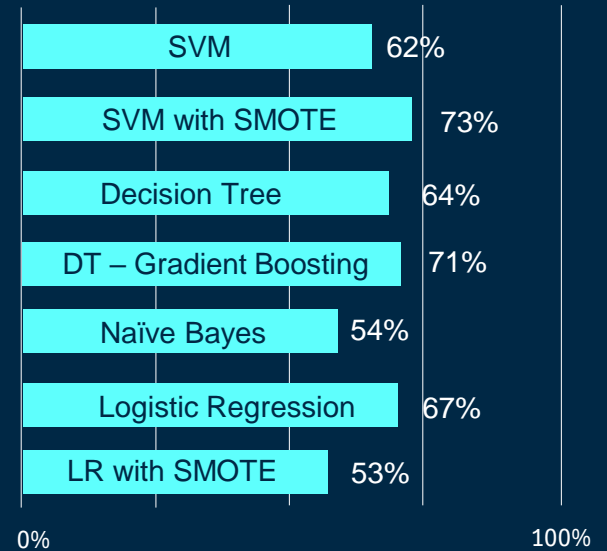 SVM 62%
SVM with SMOTE 73%
Decision Tree 64%
DT – Gradient Boosting 71%
Naïve Bayes 54%
Logistic Regression 67%
LR with SMOTE 53%
0% 100%